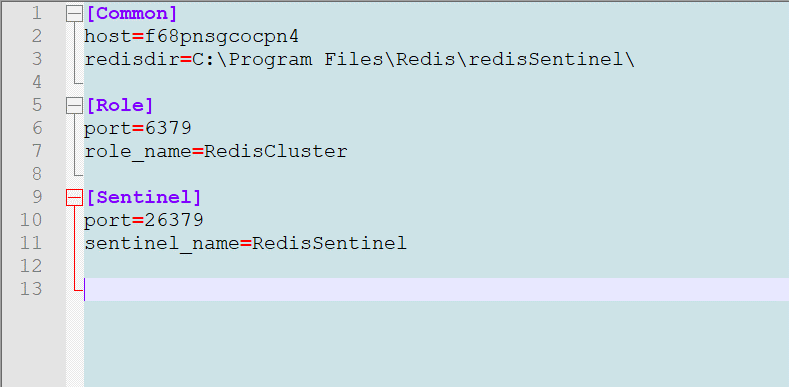 1 [Common]
2 host=f68pnsgcocpn4
3 redisdir=C:\Program Files\Redis\redisSentinel\
4
5 [Role]
6 port=6379
7 role_name=RedisCluster
8
9 [Sentinel]
10 port=26379
11 sentinel_name=RedisSentinel
12
13